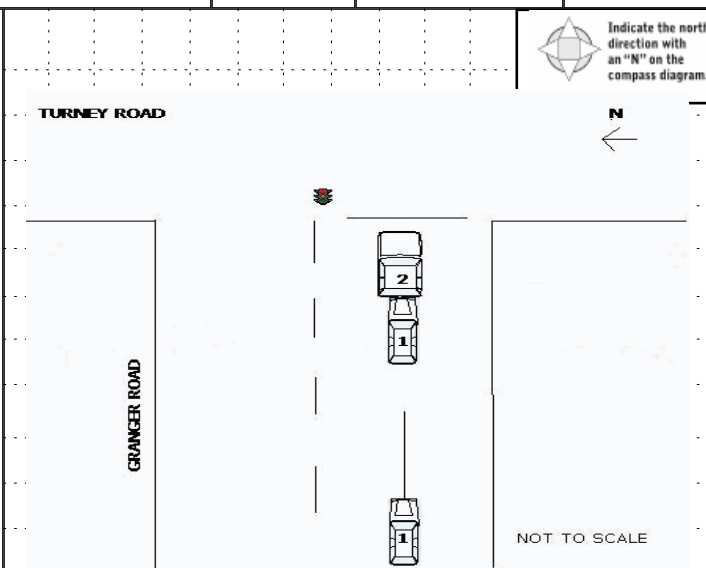 Indicate the north
direction with
an "N" on the
compass diagram.
TURNEY ROAD
N
2
1
GRANGER ROAD
1
NOT TO SCALE